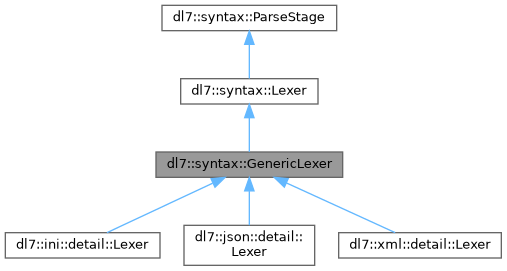 dl7::syntax::ParseStage
dl7::syntax::Lexer
dl7::syntax::GenericLexer
dl7::ini::detail::Lexer
dl7::json::detail::
Lexer
dl7::xml::detail::Lexer